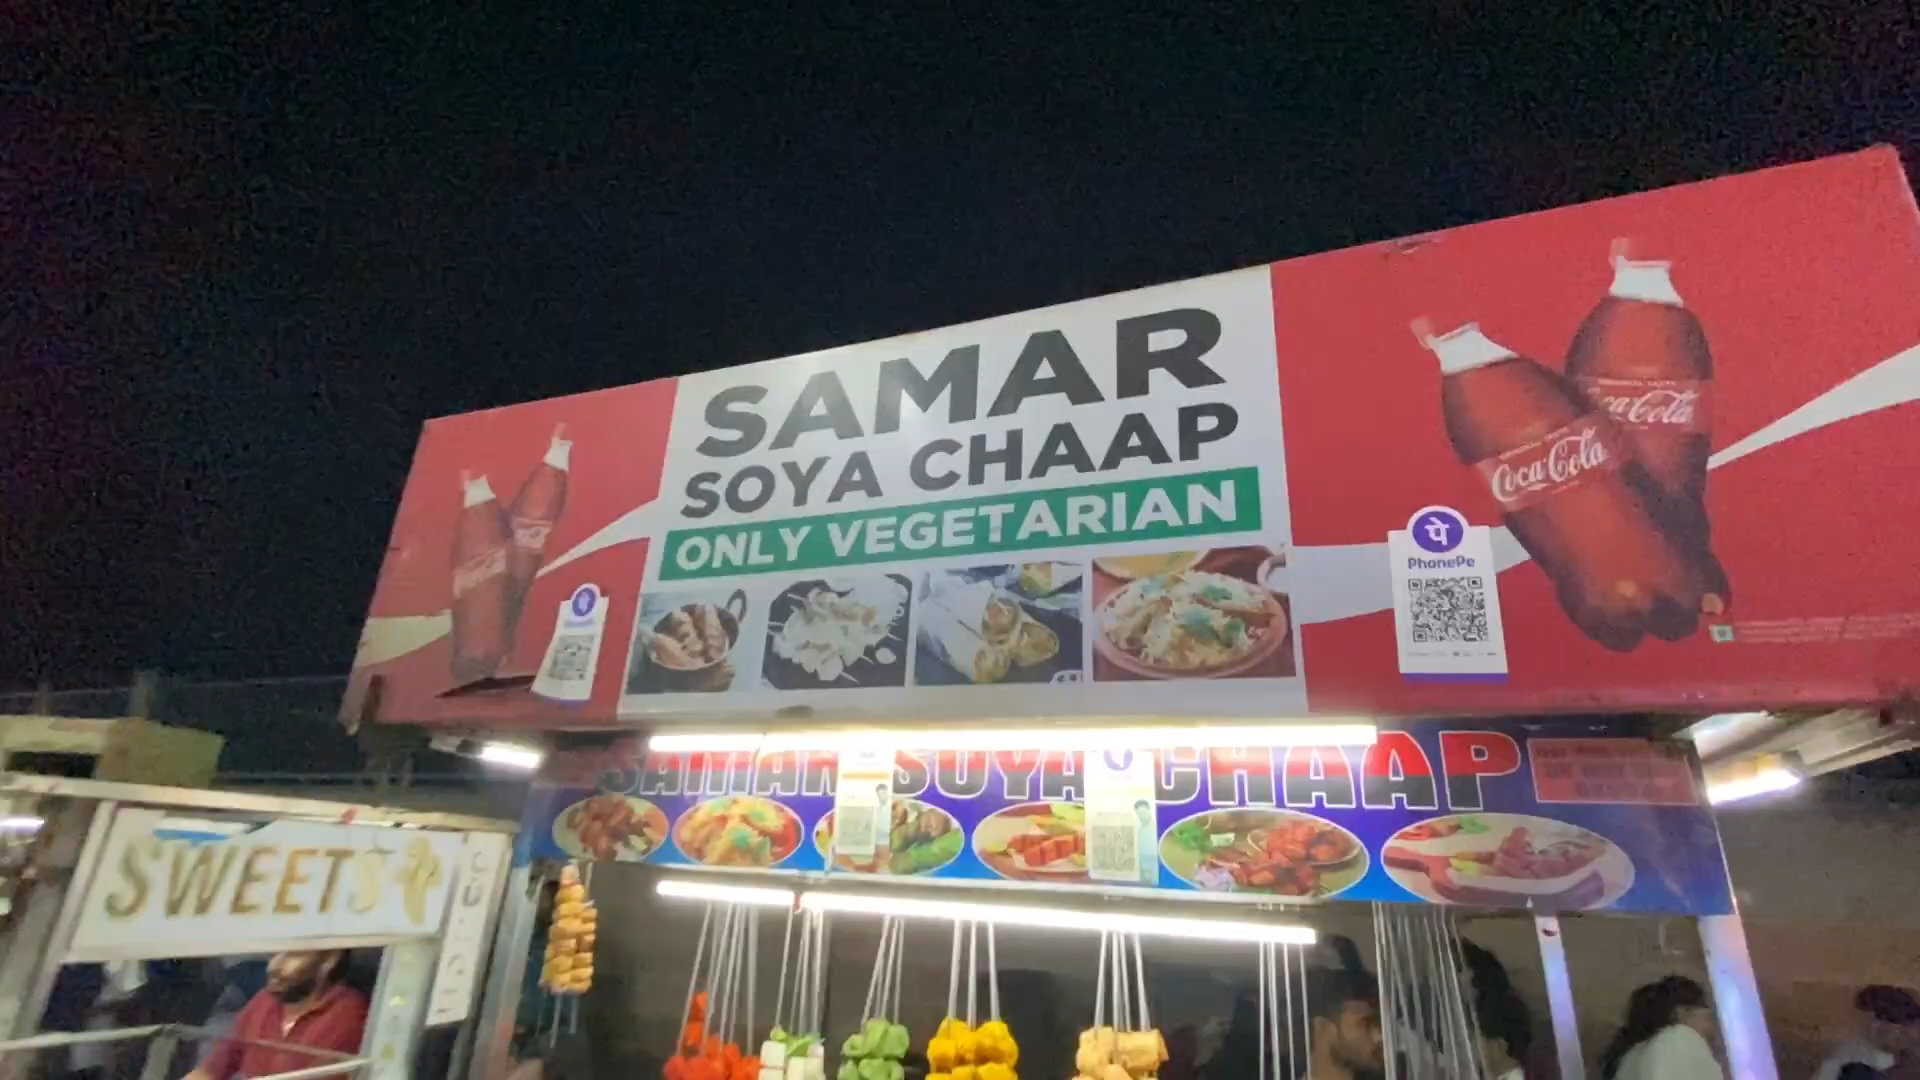 SAMAR
SOYA CHAAP
ONLY VEGETARIAN
Coca-Cola
Coca-Cola
पे
PhonePe
SAMAR SOYA CHAAP
SWEETS